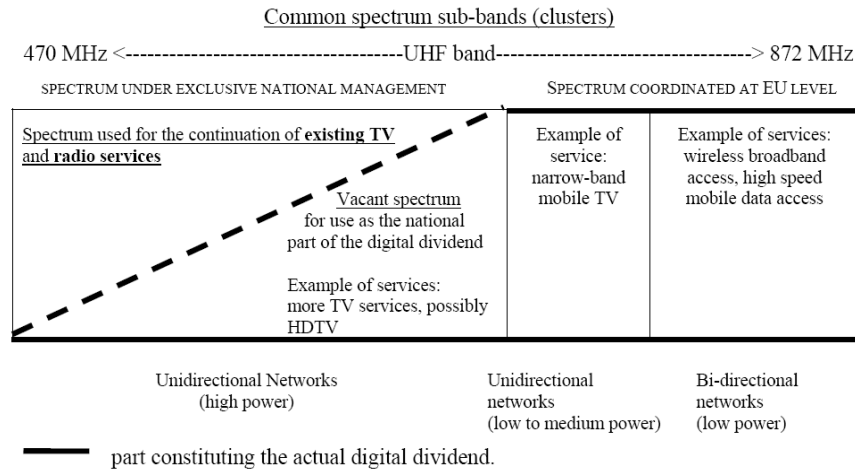 Common spectrum sub-bands (clusters)
470 MHz <----------------------------UHF band--------------------------> 872 MHz
SPECTRUM UNDER EXCLUSIVE NATIONAL MANAGEMENT
SPECTRUM COORDINATED AT EU LEVEL
Spectrum used for the continuation of existing TV
and radio services
Vacant spectrum
for use as the national
part of the digital dividend
Example of services:
more TV services, possibly
HDTV
Example of
service:
narrow-band
mobile TV
Example of services:
wireless broadband
access, high speed
mobile data access
Unidirectional Networks
(high power)
Unidirectional
networks
(low to medium power)
Bi-directional
networks
(low power)
part constituting the actual digital dividend.